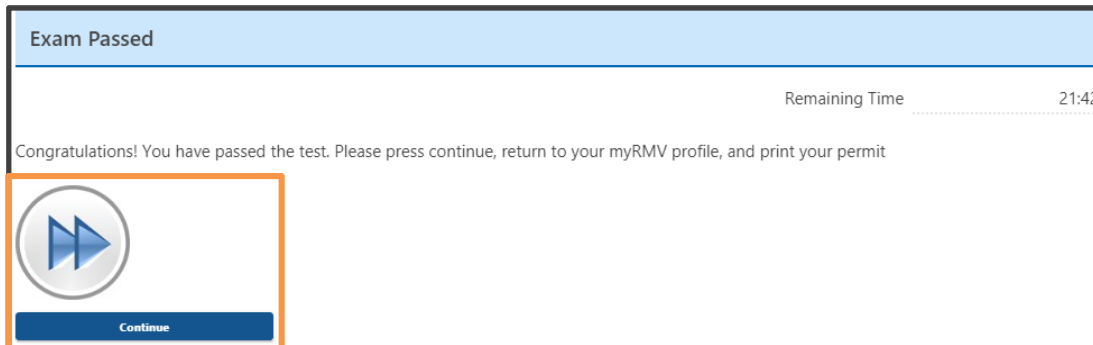 Exam Passed
Remaining Time 21:42
Congratulations! You have passed the test. Please press continue, return to your myRMV profile, and print your permit
Continue